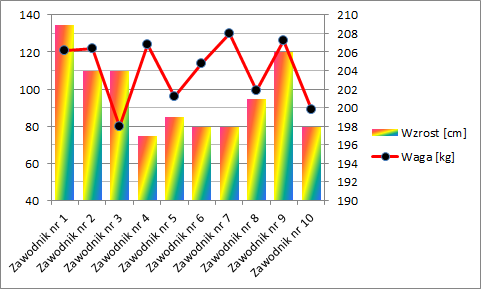 140
120
100
80
60
40
210
208
206
204
202
200
198
196
194
192
190
Zawodnik nr 1
Zawodnik nr 2
Zawodnik nr 3
Zawodnik nr 4
Zawodnik nr 5
Zawodnik nr 6
Zawodnik nr 7
Zawodnik nr 8
Zawodnik nr 9
Zawodnik nr 10
Wzrost [cm]
Waga [kg]